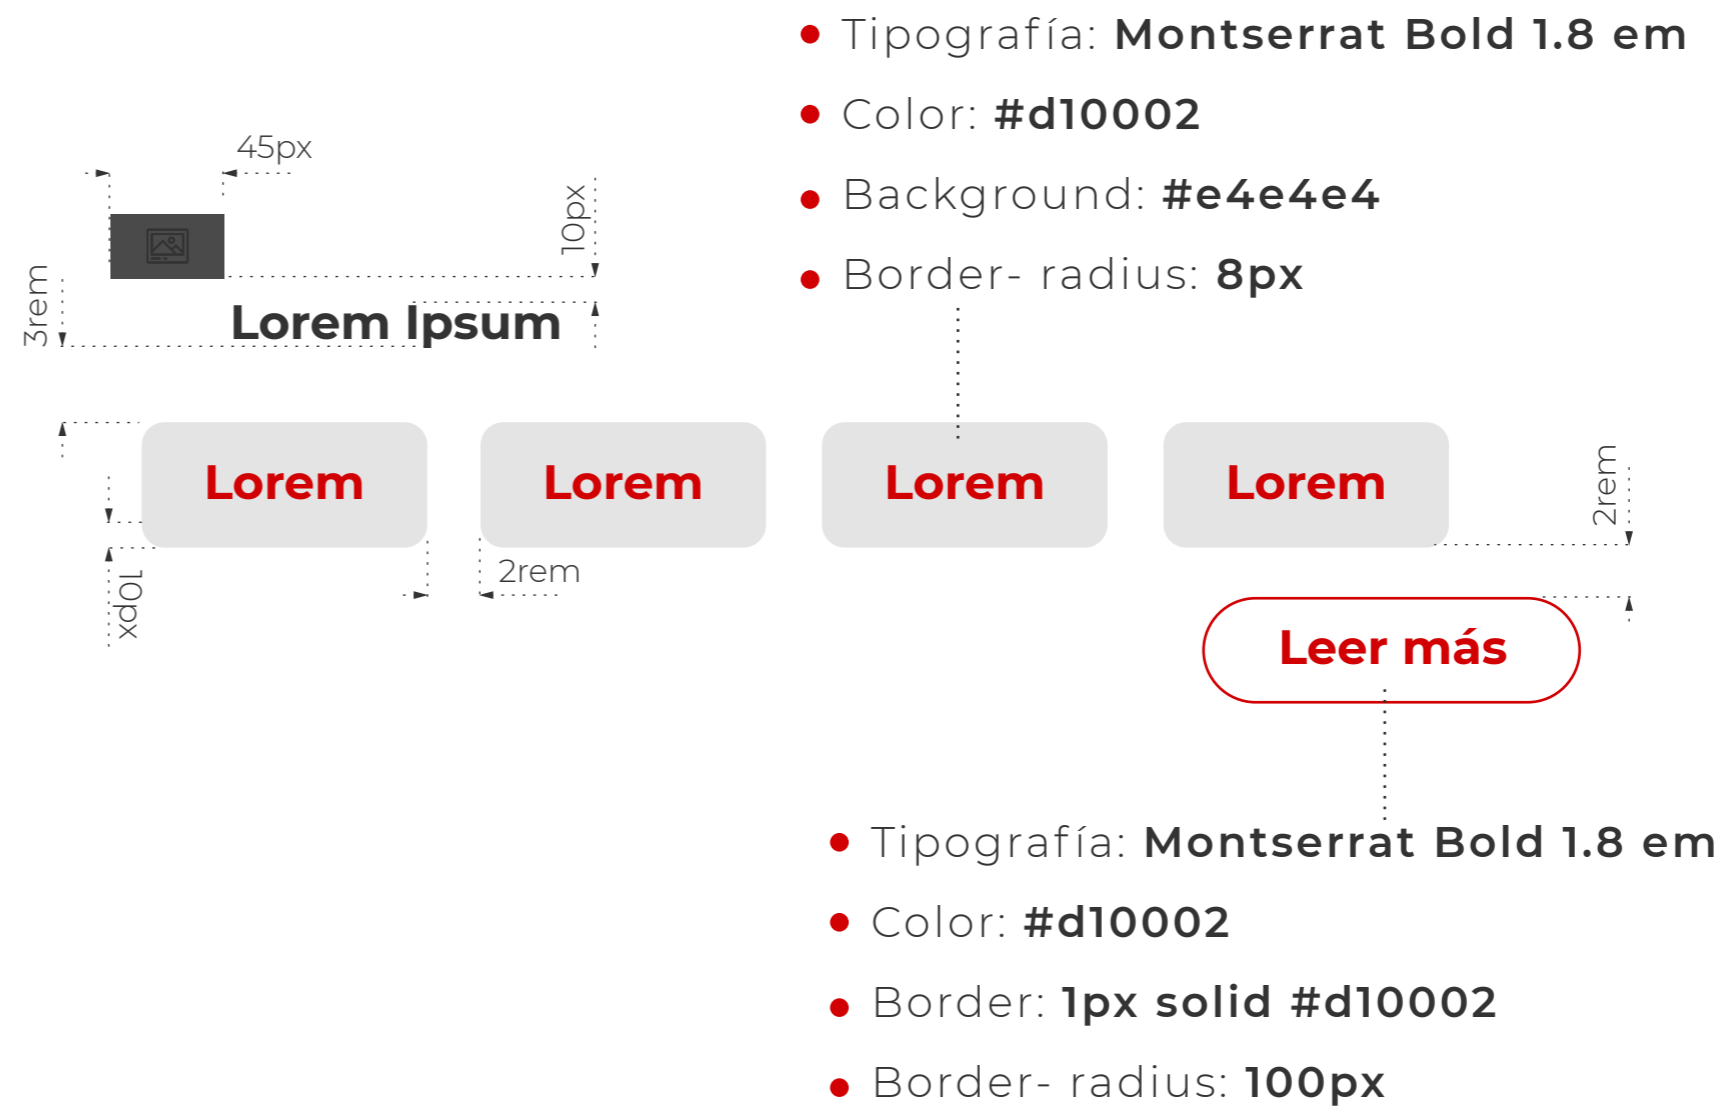 Tipografía: Montserrat Bold 1.8 em
Color: #d10002
Background: #e4e4e4
Border- radius: 8px
45px
10px
3rem
Lorem Ipsum
Lorem Lorem Lorem Lorem
2rem
10px
2rem
Leer más
Tipografía: Montserrat Bold 1.8 em
Color: #d10002
Border: 1px solid #d10002
Border- radius: 100px